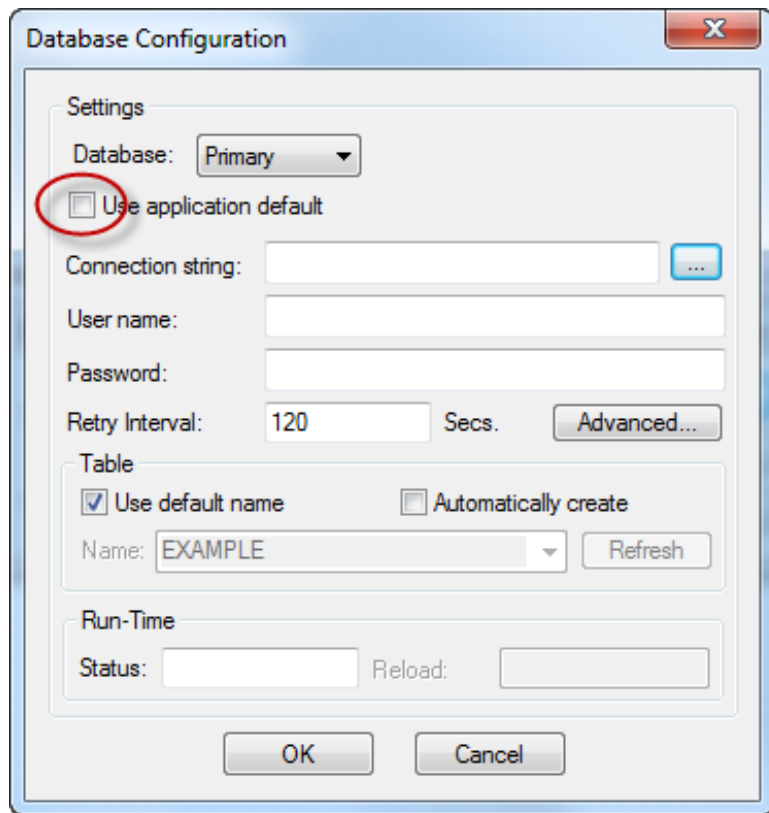 Database Configuration
Settings
Database: Primary
Use application default
Connection string: ...
User name:
Password:
Retry Interval: 120 Secs. Advanced...
Table
Use default name Automatically create
Name: EXAMPLE Refresh
Run-Time
Status: Reload:
OK Cancel